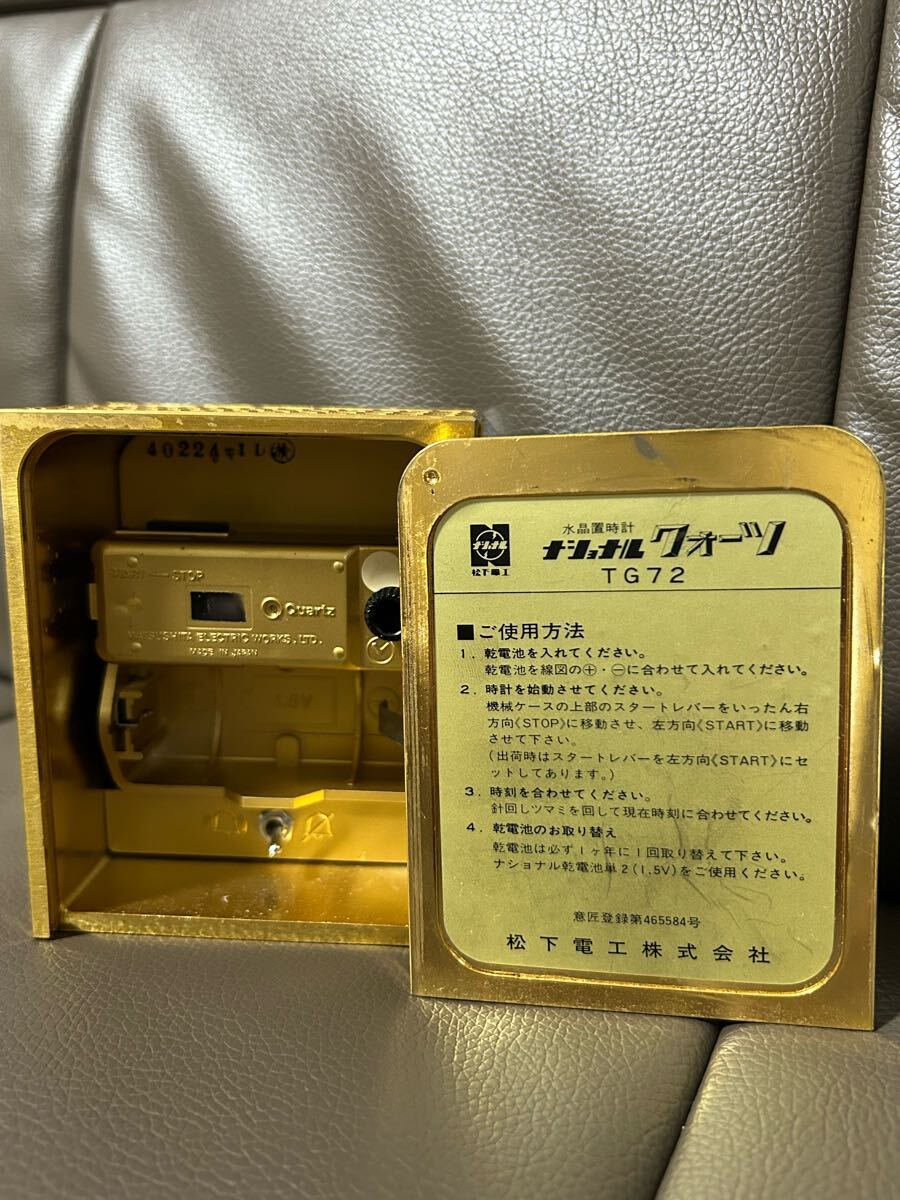 40224
STOP
Quartz
MATSUSHITA ELECTRIC WORKS, LTD.
MADE IN JAPAN
1.5V
ナショナル
松下電工
水晶置時計
ナショナル クォーツ
TG72
■ご使用方法
1. 乾電池を入れてください。
乾電池を線図の⊕・⊖に合わせて入れてください。
2. 時計を始動させてください。
機械ケースの上部のスタートレバーをいったん右
方向《STOP》に移動させ、左方向《START》に移動
させて下さい。
(出荷時はスタートレバーを左方向《START》にセ
ットしてあります。)
3. 時刻を合わせてください。
針回しツマミを回して現在時刻に合わせてください。
4. 乾電池のお取り替え
乾電池は必ず1ヶ年に1回取り替えて下さい。
ナショナル乾電池単2(1.5V)をご使用ください。
意匠登録第465584号
松下電工株式会社